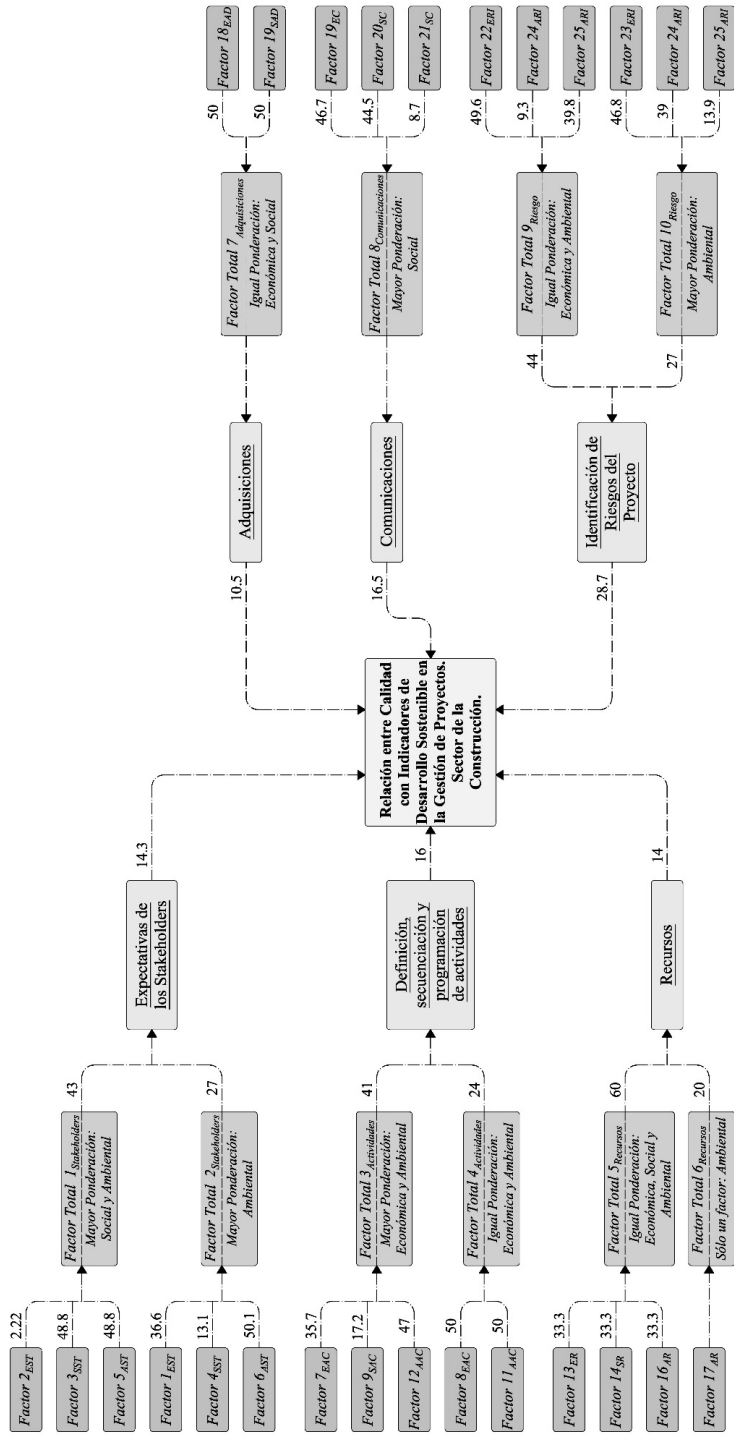 Factor 2EST
Factor 3SST
Factor 5AST
2.22
48.8
48.8
Factor Total 1Stakeholders
Mayor Ponderación:
Social y Ambiental
43
Factor 1EST
Factor 4SST
Factor 6AST
36.6
13.1
50.1
Factor Total 2Stakeholders
Mayor Ponderación:
Ambiental
27
Expectativas de
los Stakeholders
14.3
Factor 7EAC
Factor 9SAC
Factor 12AAC
35.7
17.2
47
Factor Total 3Actividades
Mayor Ponderación:
Económica y Ambiental
41
Factor 8EAC
Factor 11AAC
50
50
Factor Total 4Actividades
Igual Ponderación:
Económica y Ambiental
24
Definición,
secuenciación y
programación
de actividades
16
Factor 13ER
Factor 14SR
Factor 16AR
33.3
33.3
33.3
Factor Total 5Recursos
Igual Ponderación:
Económica, Social y
Ambiental
60
Factor 17AR
Factor Total 6Recursos
Sólo un factor: Ambiental
20
Recursos
14
Relación entre Calidad
con Indicadores de
Desarrollo Sostenible en
la Gestión de Proyectos.
Sector de la
Construcción.
10.5
Adquisiciones
Factor Total 7Adquisiciones
Igual Ponderación:
Económica y Social
50
50
Factor 18EAD
Factor 19SAD
16.5
Comunicaciones
Factor Total 8Comunicaciones
Mayor Ponderación:
Social
46.7
44.5
8.7
Factor 19EC
Factor 20SC
Factor 21SC
28.7
Identificación de
Riesgos del
Proyecto
44
Factor Total 9Riesgo
Igual Ponderación:
Económica y Ambiental
49.6
9.3
39.8
Factor 22ERI
Factor 24ARI
Factor 25ARI
27
Factor Total 10Riesgo
Mayor Ponderación:
Ambiental
46.8
39
13.9
Factor 23ERI
Factor 24ARI
Factor 25ARI